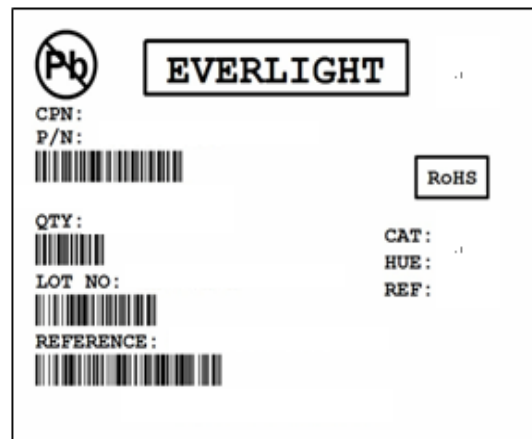 Pb
EVERLIGHT
CPN:
P/N:
RoHS
QTY:
CAT:
HUE:
LOT NO:
REF:
REFERENCE: